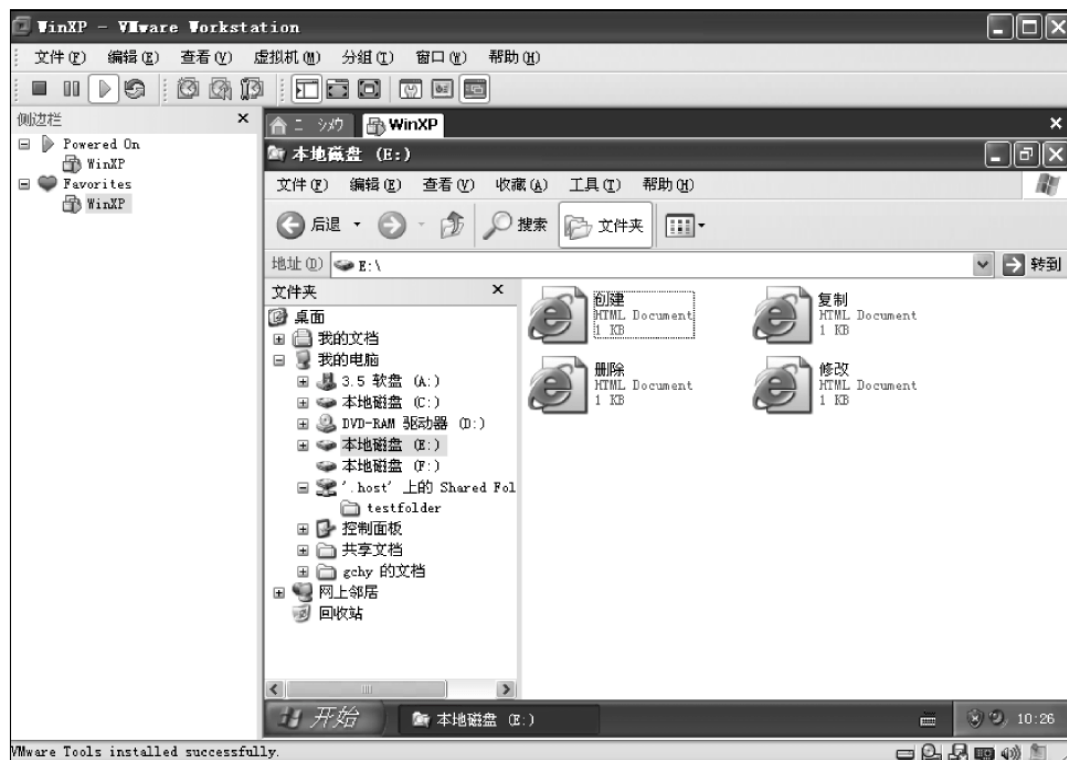 WinXP - VMware Workstation
文件(F) 编辑(E) 查看(V) 虚拟机(M) 分组(T) 窗口(W) 帮助(H)
侧边栏
Powered On
WinXP
Favorites
WinXP
ニ シメウ WinXP
本地磁盘 (E:)
文件(F) 编辑(E) 查看(V) 收藏(A) 工具(T) 帮助(H)
后退 搜索 文件夹
地址(D) E:\ 转到
文件夹
桌面
我的文档
我的电脑
3.5 软盘 (A:)
本地磁盘 (C:)
DVD-RAM 驱动器 (D:)
本地磁盘 (E:)
本地磁盘 (F:)
'.host' 上的 Shared Fol
testfolder
控制面板
共享文档
gchy 的文档
网上邻居
回收站
创建
HTML Document
1 KB
复制
HTML Document
1 KB
删除
HTML Document
1 KB
修改
HTML Document
1 KB
开始 本地磁盘 (E:) 10:26
VMware Tools installed successfully.